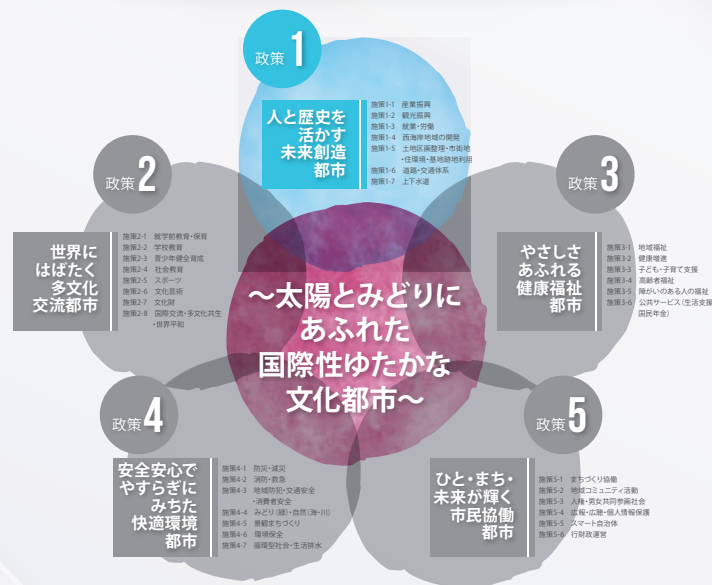 政策1
人と歴史を
活かす
未来創造
都市
施策1-1 産業振興
施策1-2 観光振興
施策1-3 就業・労働
施策1-4 西海岸地域の開発
施策1-5 土地区画整理・市街地
・住環境・基地跡地利用
施策1-6 道路・交通体系
施策1-7 上下水道
政策2
世界に
はばたく
多文化
交流都市
施策2-1 就学前教育・保育
施策2-2 学校教育
施策2-3 青少年健全育成
施策2-4 社会教育
施策2-5 スポーツ
施策2-6 文化芸術
施策2-7 文化財
施策2-8 国際交流・多文化共生
・世界平和
政策3
やさしさ
あふれる
健康福祉
都市
施策3-1 地域福祉
施策3-2 健康増進
施策3-3 子ども・子育て支援
施策3-4 高齢者福祉
施策3-5 障がいのある人の福祉
施策3-6 公共サービス(生活支援
国民年金)
〜太陽とみどりに
あふれた
国際性ゆたかな
文化都市〜
政策4
安全安心で
やすらぎに
みちた
快適環境
都市
施策4-1 防災・減災
施策4-2 消防・救急
施策4-3 地域防犯・交通安全
・消費者安全
施策4-4 みどり(緑)・自然(海・川)
施策4-5 景観まちづくり
施策4-6 環境保全
施策4-7 循環型社会・生活排水
政策5
ひと・まち・
未来が輝く
市民協働
都市
施策5-1 まちづくり協働
施策5-2 地域コミュニティ活動
施策5-3 人権・男女共同参画社会
施策5-4 広報・広聴・個人情報保護
施策5-5 スマート自治体
施策5-6 行財政運営